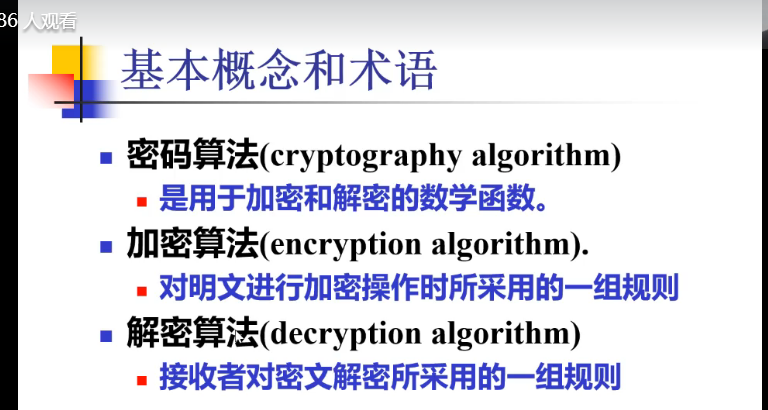 86 人观看
基本概念和术语
密码算法(cryptography algorithm)
是用于加密和解密的数学函数。
加密算法(encryption algorithm).
对明文进行加密操作时所采用的一组规则
解密算法(decryption algorithm)
接收者对密文解密所采用的一组规则